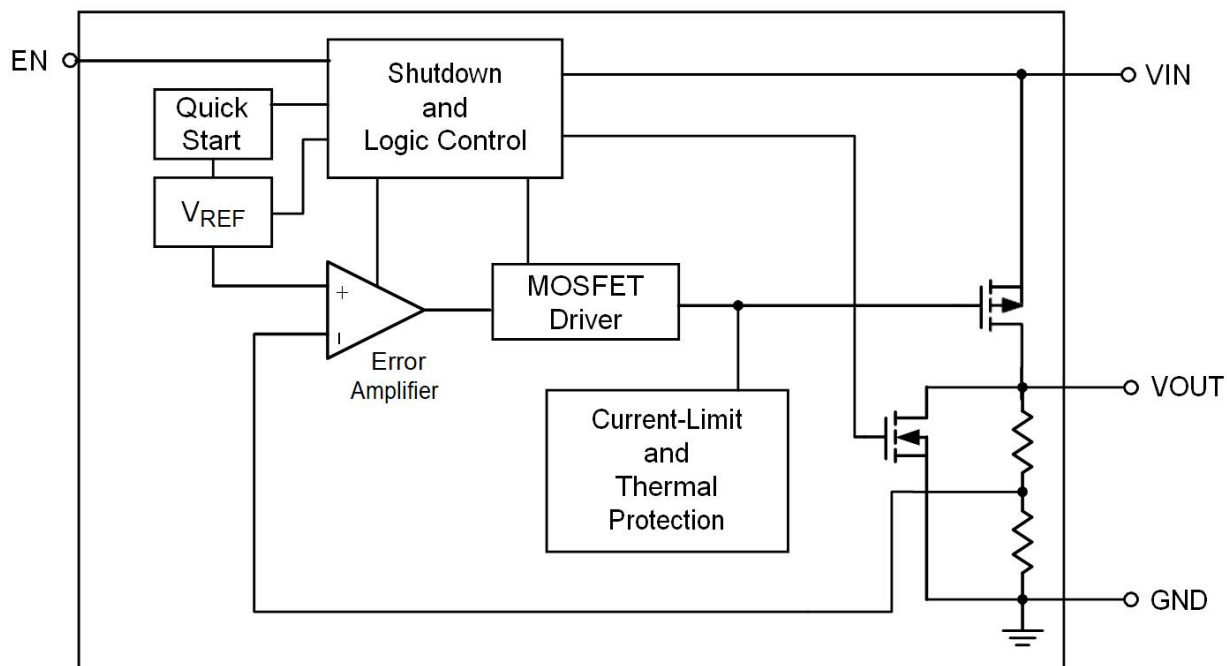 EN
Shutdown
and
Logic Control
VIN
Quick
Start
VREF
+
-
Error
Amplifier
MOSFET
Driver
Current-Limit
and
Thermal
Protection
VOUT
GND